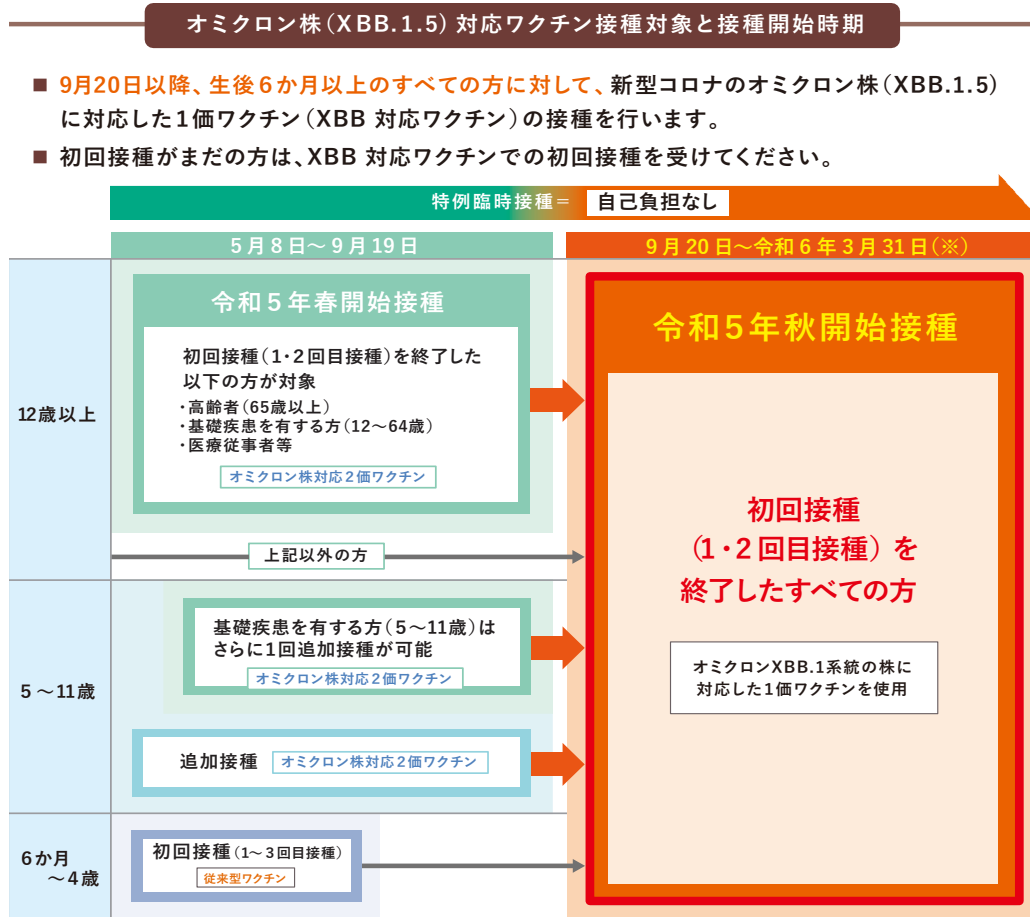 オミクロン株(XBB.1.5)対応ワクチン接種対象と接種開始時期
■ 9月20日以降、生後6か月以上のすべての方に対して、新型コロナのオミクロン株(XBB.1.5)
に対応した1価ワクチン(XBB 対応ワクチン)の接種を行います。
■ 初回接種がまだの方は、XBB 対応ワクチンでの初回接種を受けてください。
特例臨時接種= 自己負担なし
5月8日～9月19日
9月20日～令和6年3月31日(※)
12歳以上
令和5年春開始接種
初回接種(1・2回目接種)を終了した
以下の方が対象
・高齢者(65歳以上)
・基礎疾患を有する方(12～64歳)
・医療従事者等
オミクロン株対応2価ワクチン
上記以外の方
5～11歳
基礎疾患を有する方(5～11歳)は
さらに1回追加接種が可能
オミクロン株対応2価ワクチン
追加接種 オミクロン株対応2価ワクチン
6か月
～4歳
初回接種(1～3回目接種)
従来型ワクチン
令和5年秋開始接種
初回接種
(1・2回目接種)を
終了したすべての方
オミクロンXBB.1系統の株に
対応した1価ワクチンを使用